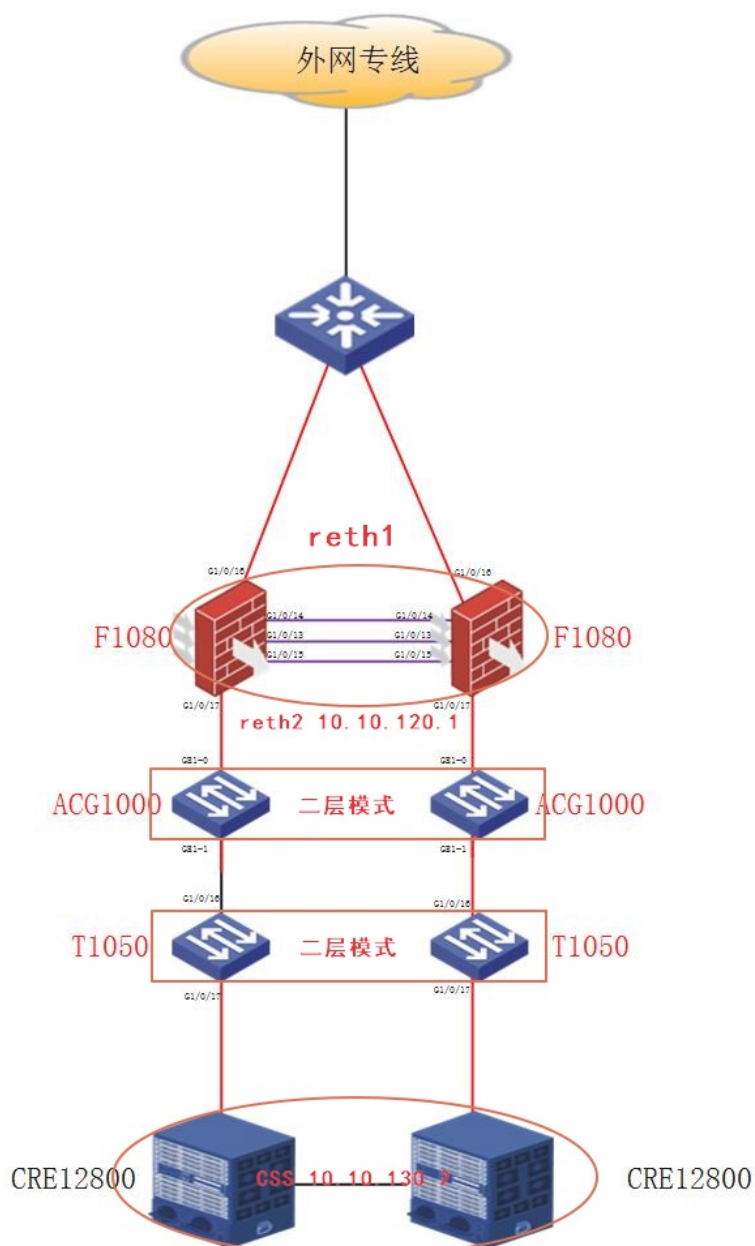 外网专线
reth1
G1/0/16
G1/0/16
G1/0/14
G1/0/14
F1080
G1/0/13
G1/0/13
F1080
G1/0/15
G1/0/15
G1/0/17
G1/0/17
reth2 10.10.120.1
GE1-0
GE1-0
ACG1000
二层模式
ACG1000
GE1-1
GE1-1
G1/0/16
G1/0/16
T1050
二层模式
T1050
G1/0/17
G1/0/17
CRE12800
CSS 10.10.130.2
CRE12800